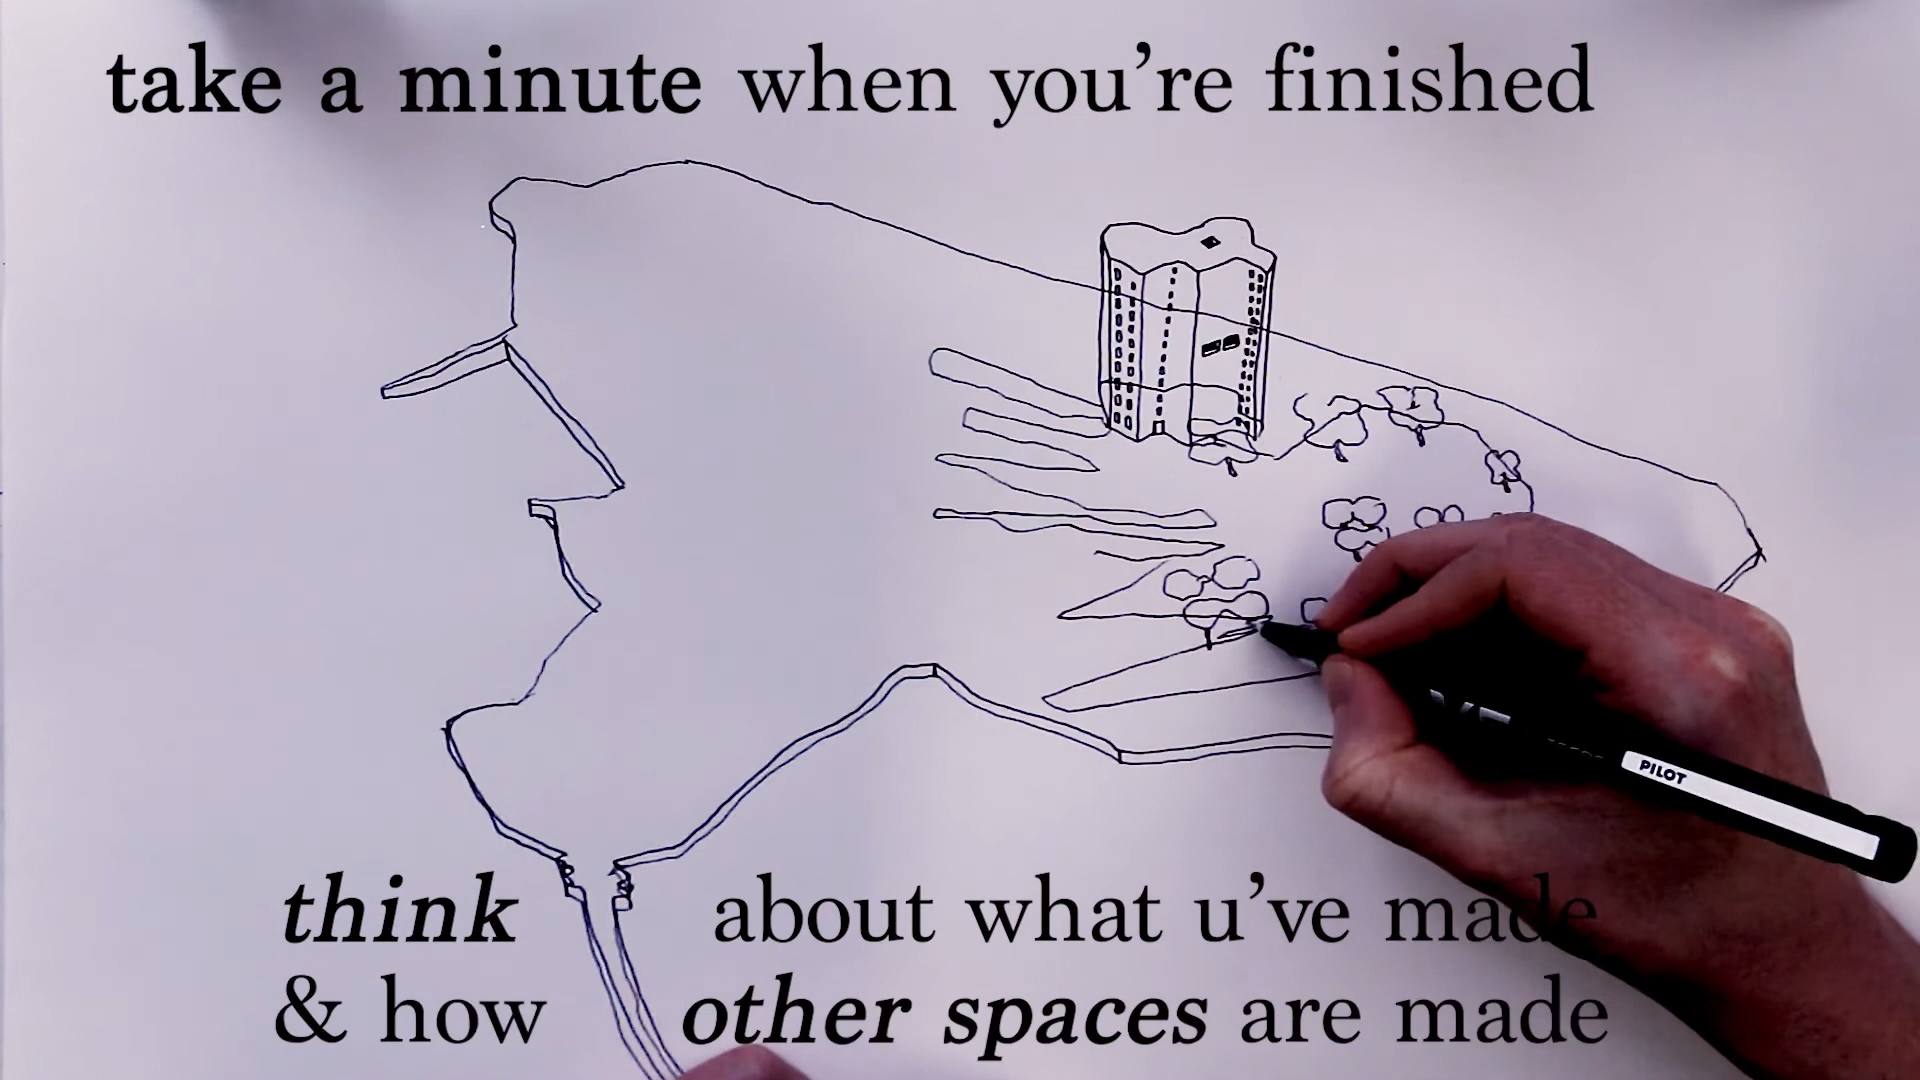 take a minute when you’re finished
PILOT
think about what u’ve made
& how other spaces are made